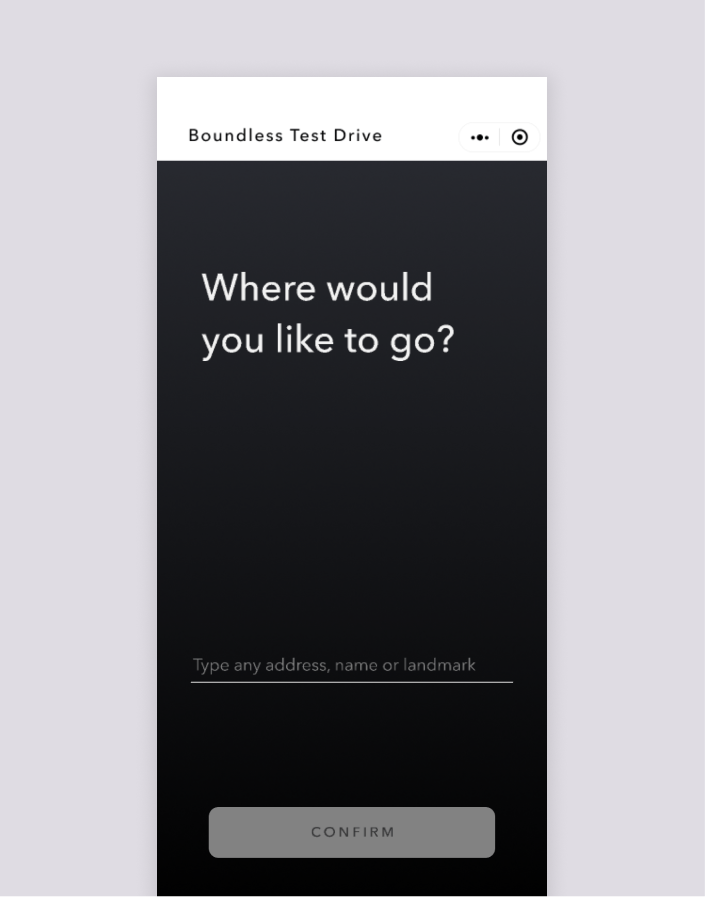 Boundless Test Drive
Where would
you like to go?
Type any address, name or landmark
CONFIRM